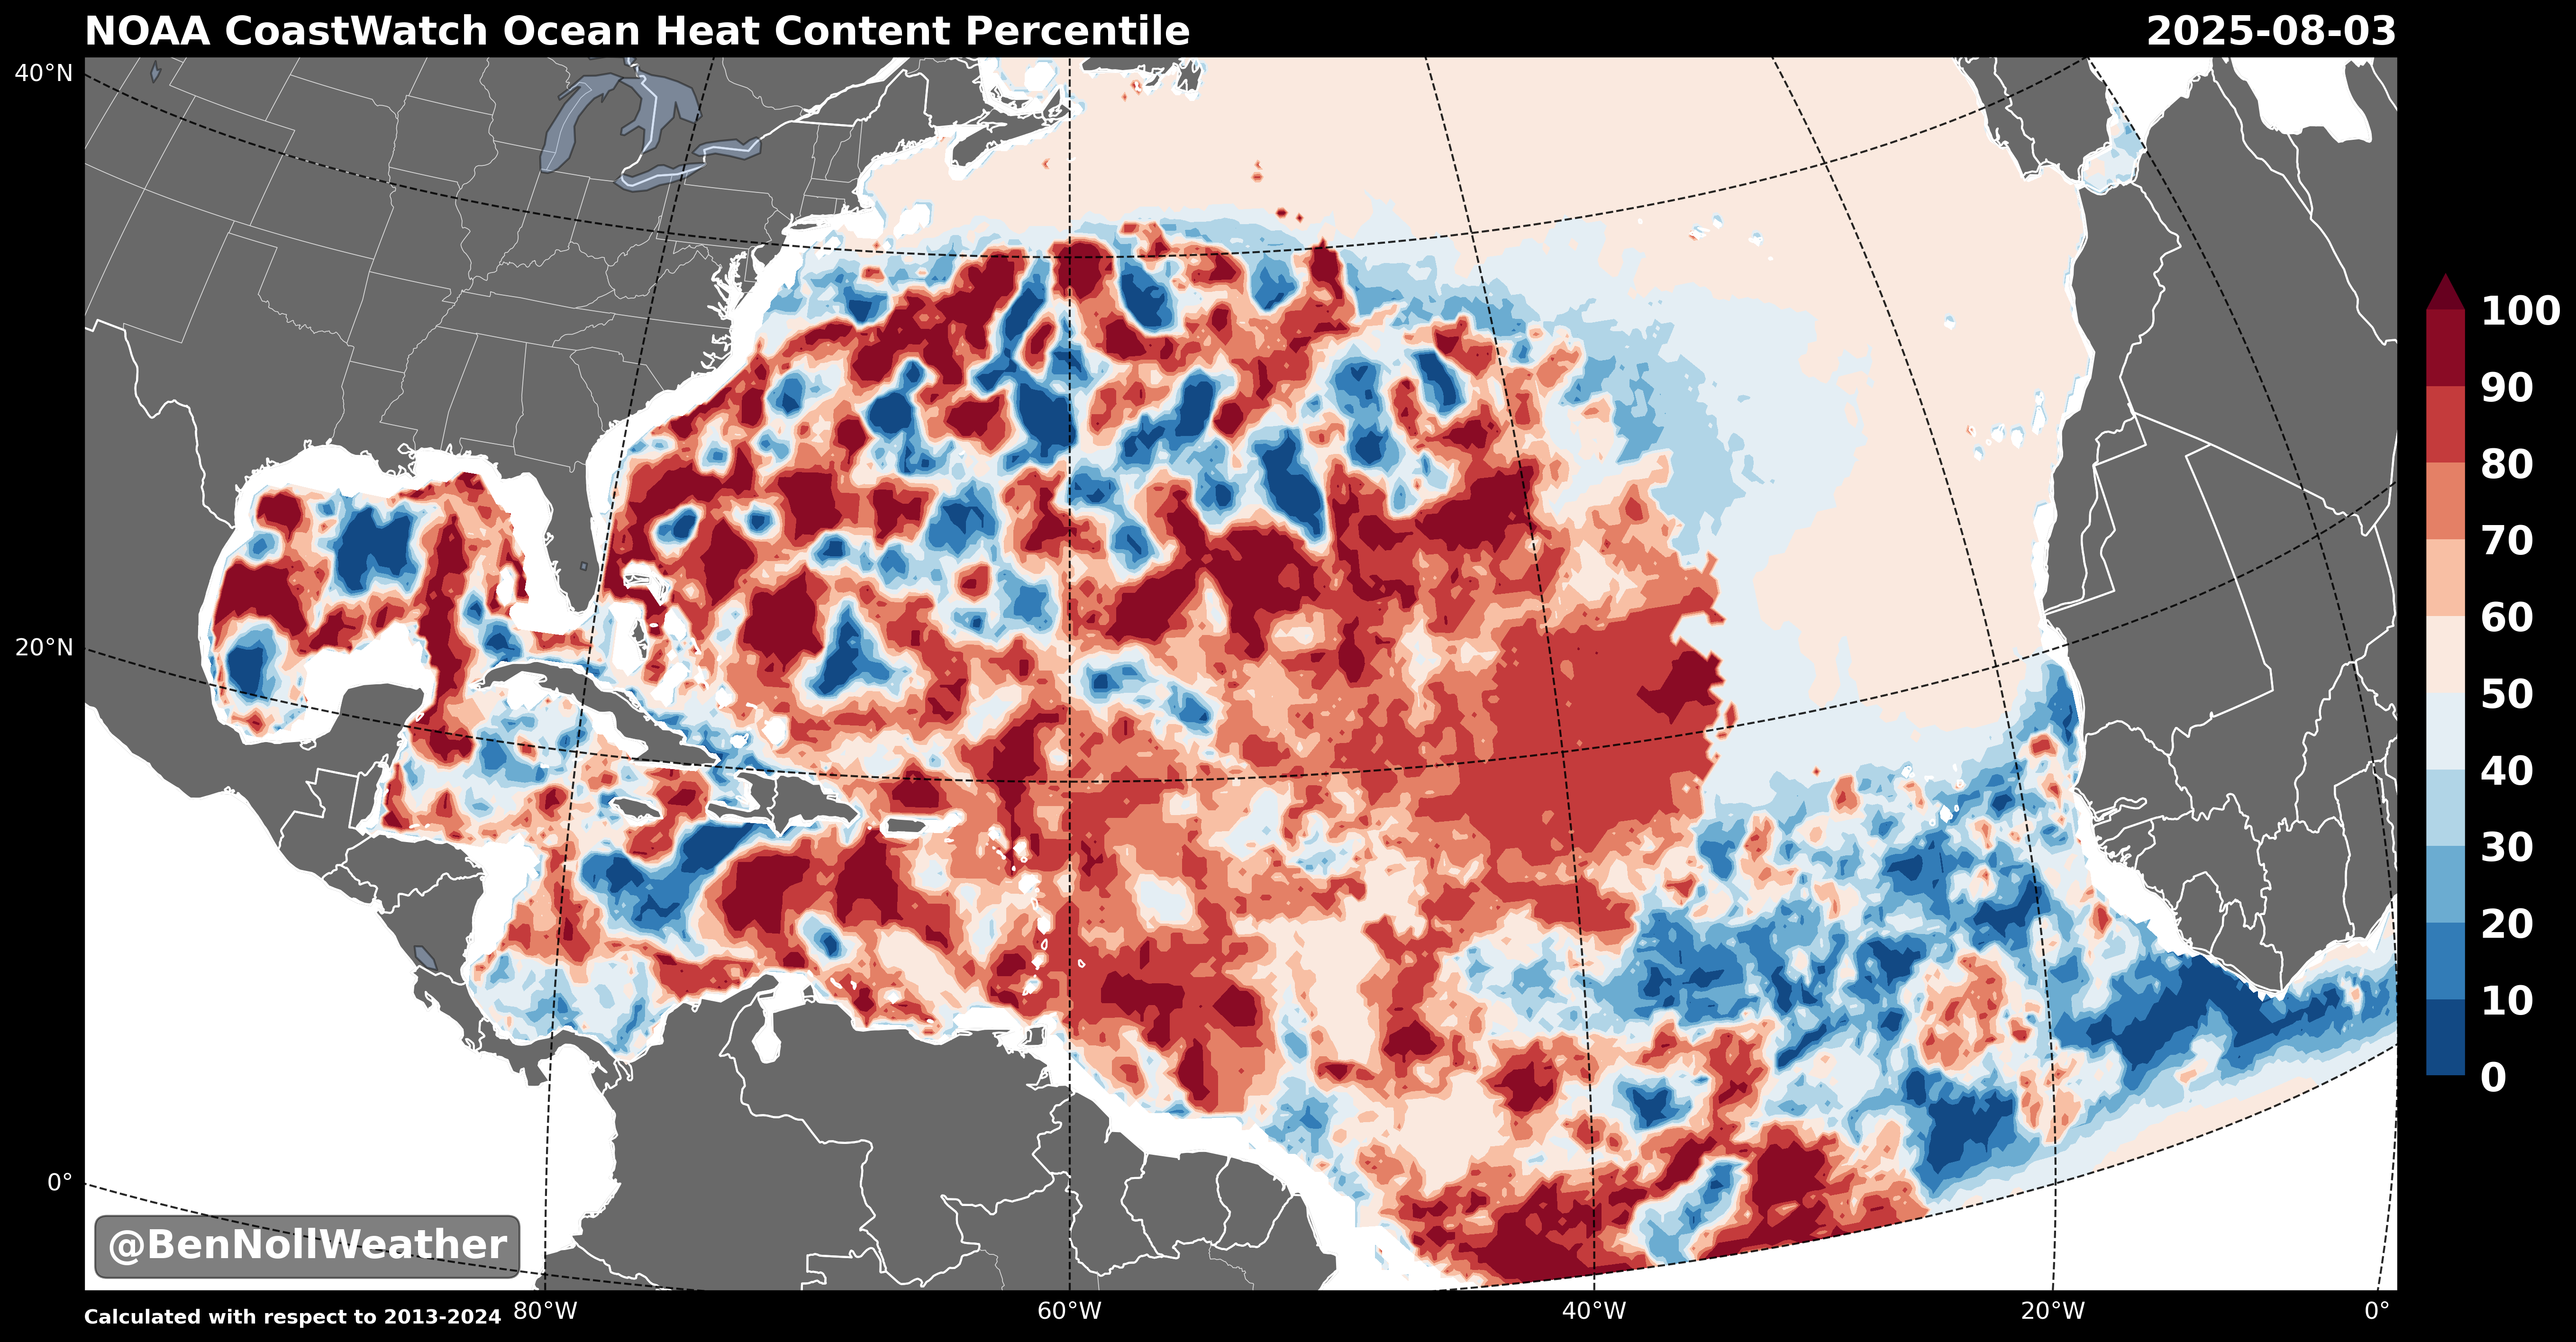 NOAA CoastWatch Ocean Heat Content Percentile
2025-08-03
40°N
20°N
0°
100
90
80
70
60
50
40
30
20
10
0
@BenNollWeather
Calculated with respect to 2013-2024
80°W
60°W
40°W
20°W
0°